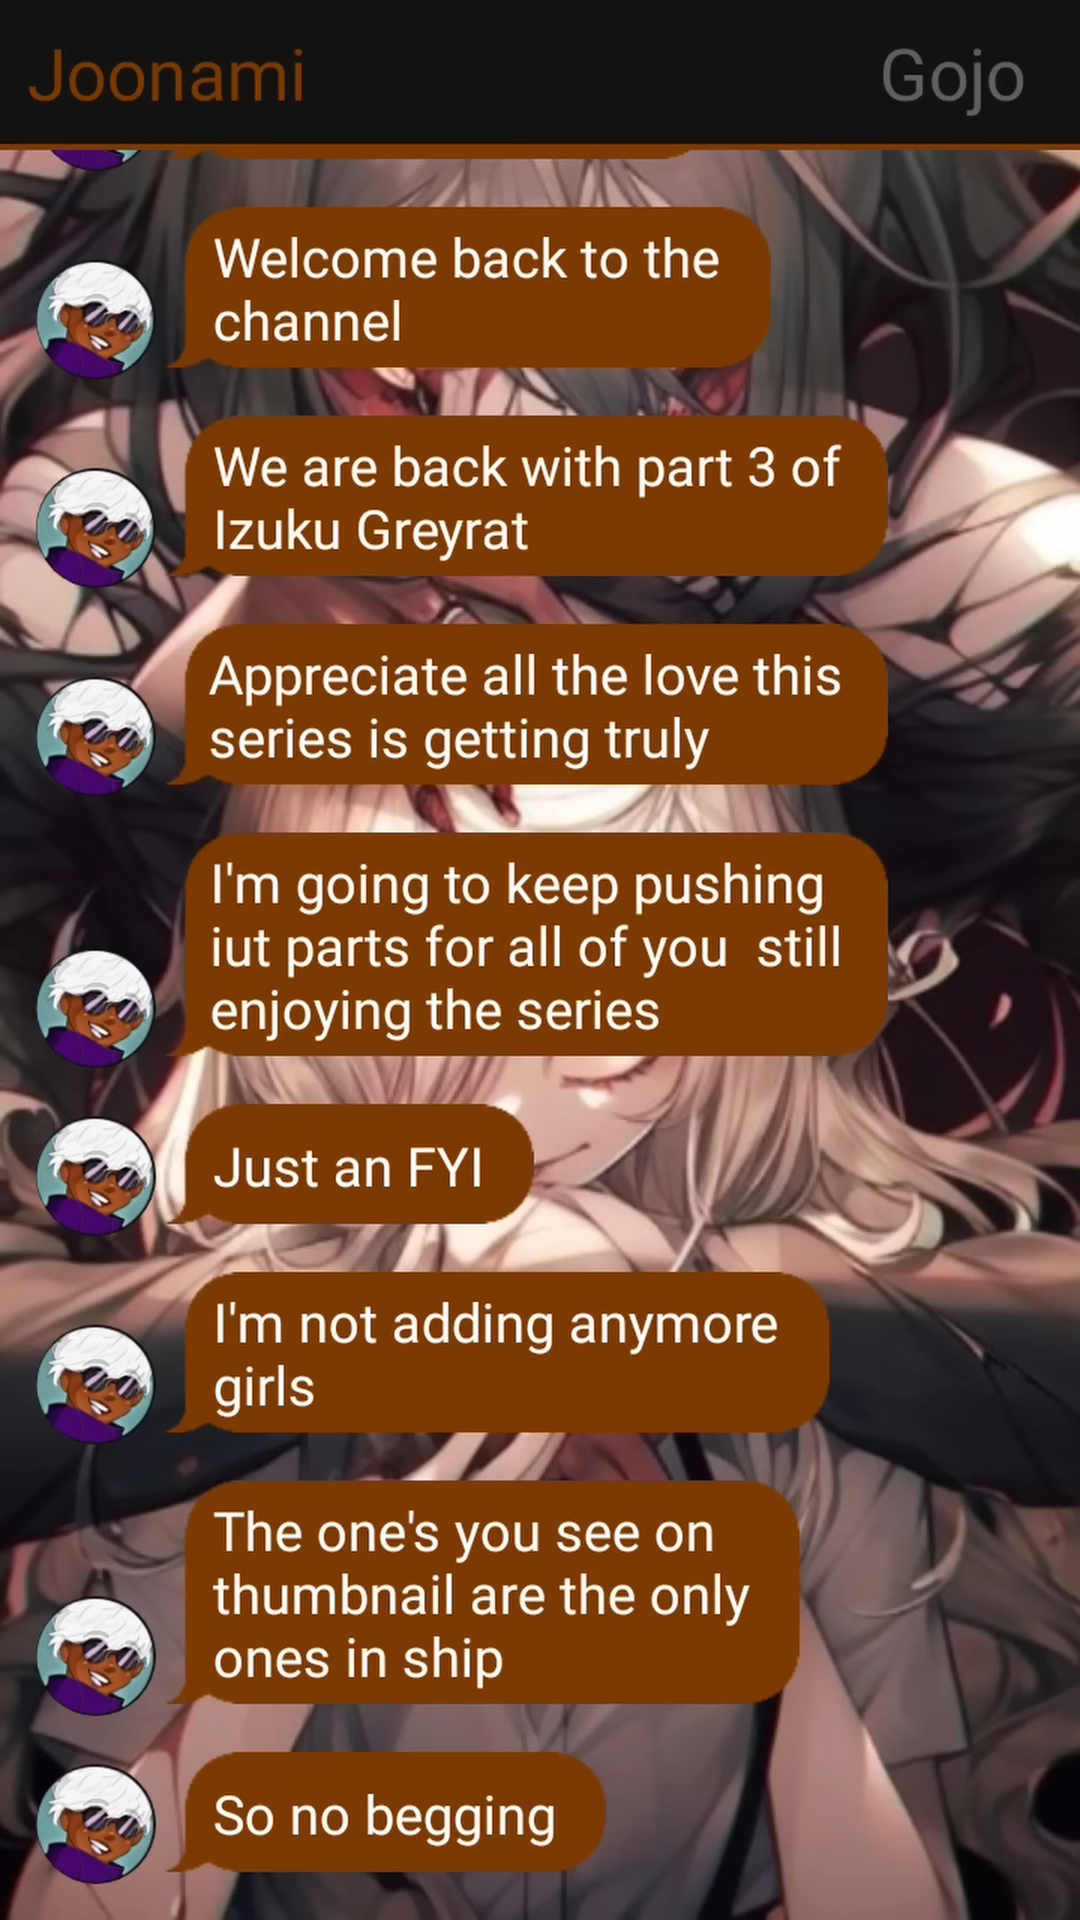 Joonami
Gojo
Welcome back to the
channel
We are back with part 3 of
Izuku Greyrat
Appreciate all the love this
series is getting truly
I'm going to keep pushing
iut parts for all of you  still
enjoying the series
Just an FYI
I'm not adding anymore
girls
The one's you see on
thumbnail are the only
ones in ship
So no begging